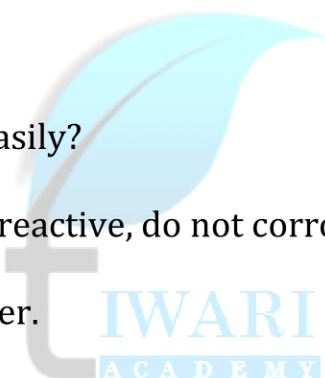 asily?
reactive, do not corro
er.
IWARI
ACADEMY